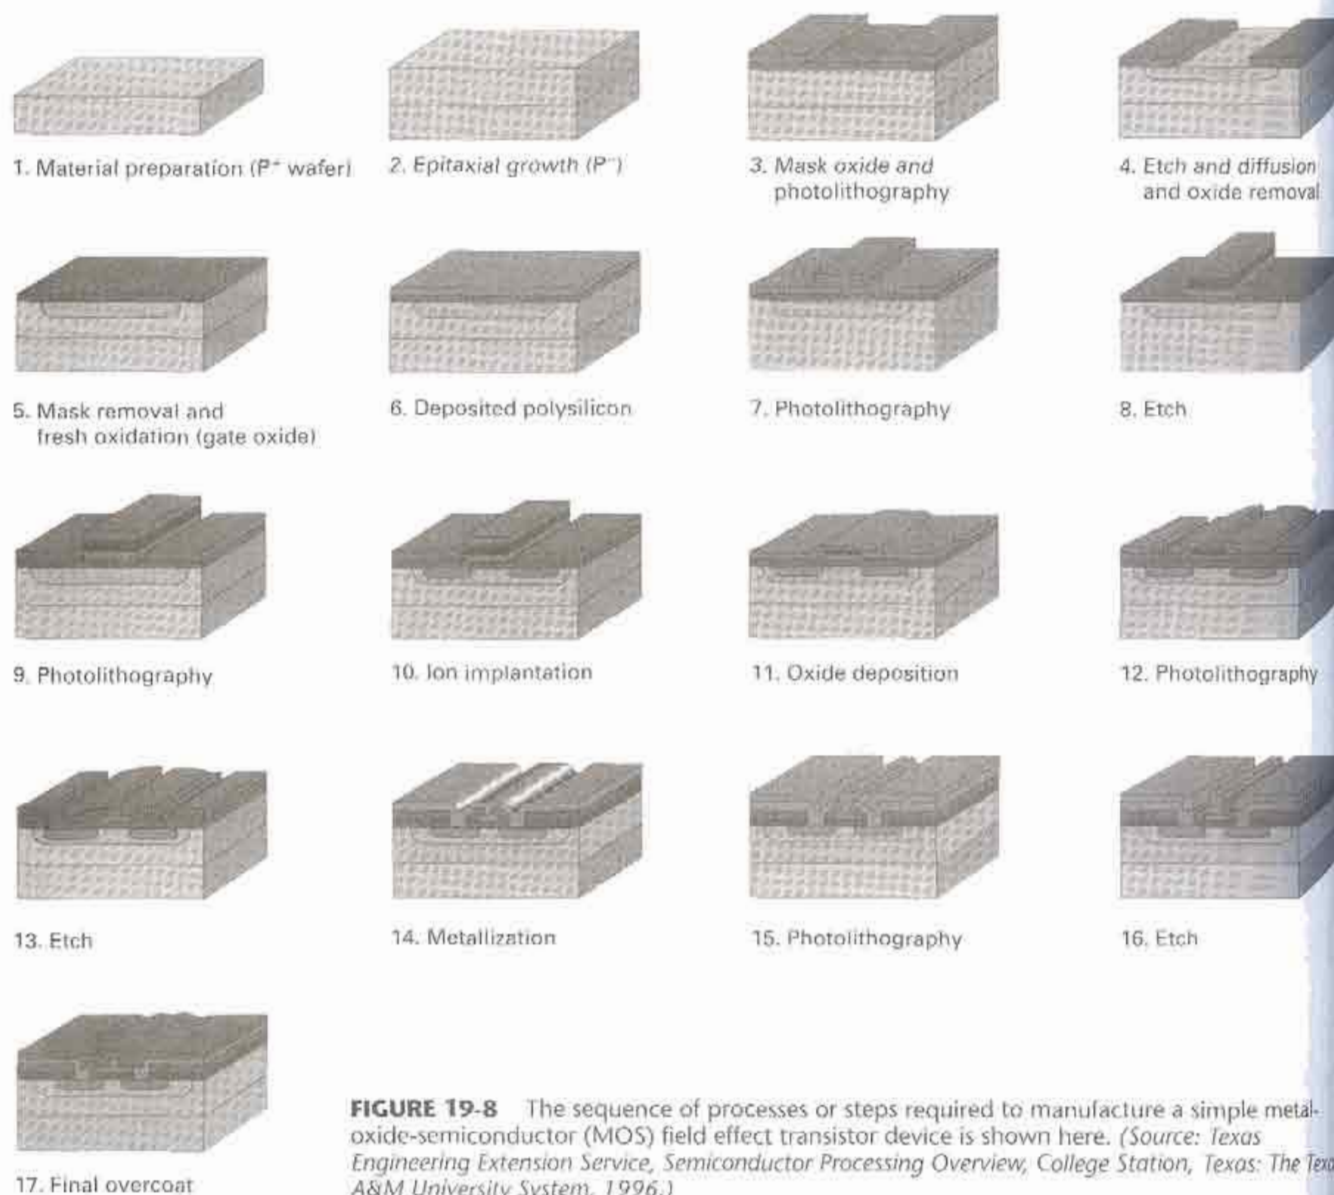 1. Material preparation (P⁺ wafer)
2. Epitaxial growth (P⁻)
3. Mask oxide and
photolithography
4. Etch and diffusion
and oxide removal
5. Mask removal and
fresh oxidation (gate oxide)
6. Deposited polysilicon
7. Photolithography
8. Etch
9. Photolithography
10. Ion implantation
11. Oxide deposition
12. Photolithography
13. Etch
14. Metallization
15. Photolithography
16. Etch
17. Final overcoat
FIGURE 19-8 The sequence of processes or steps required to manufacture a simple metal-
oxide-semiconductor (MOS) field effect transistor device is shown here. (Source: Texas
Engineering Extension Service, Semiconductor Processing Overview, College Station, Texas: The
A&M University System, 1996.)